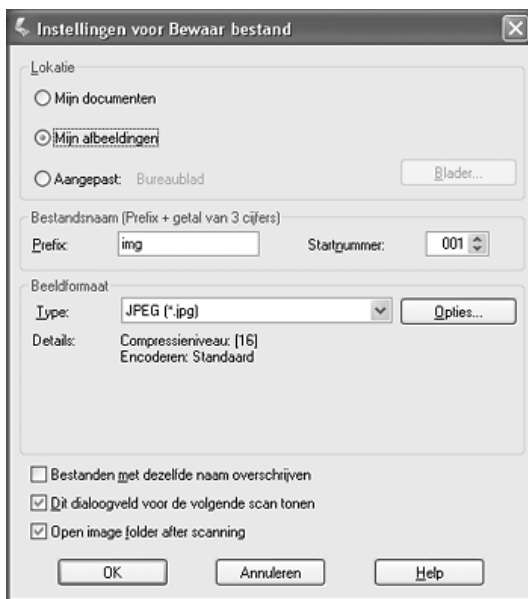 Instellingen voor Bewaar bestand
Lokatie
Mijn documenten
Mijn afbeeldingen
Aangepast: Bureaublad Blader...
Bestandsnaam (Prefix + getal van 3 cijfers)
Prefix: img Startnummer: 001
Beeldformaat
Type: JPEG (*.jpg) Opties...
Details: Compressieniveau: [16]
Encoderen: Standaard
Bestanden met dezelfde naam overschrijven
Dit dialoogveld voor de volgende scan tonen
Open image folder after scanning
OK Annuleren Help